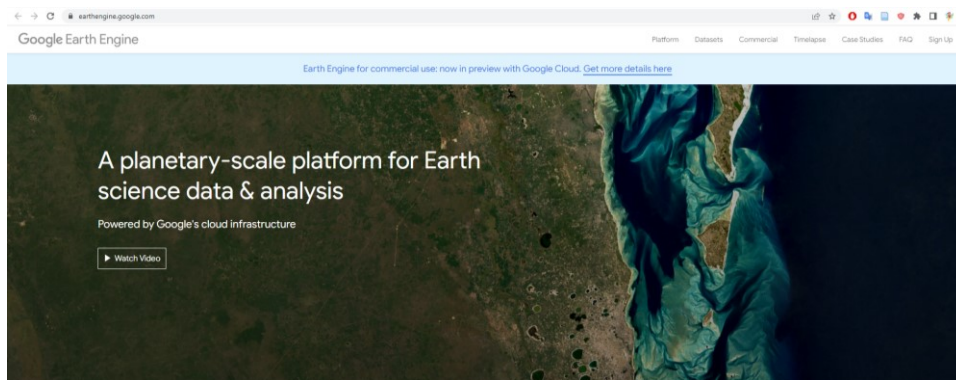 earthengine.google.com
Google Earth Engine
Platform Datasets Commercial Timelapse Case Studies FAQ Sign Up
Earth Engine for commercial use: now in preview with Google Cloud. Get more details here
A planetary-scale platform for Earth
science data & analysis
Powered by Google's cloud infrastructure
Watch Video